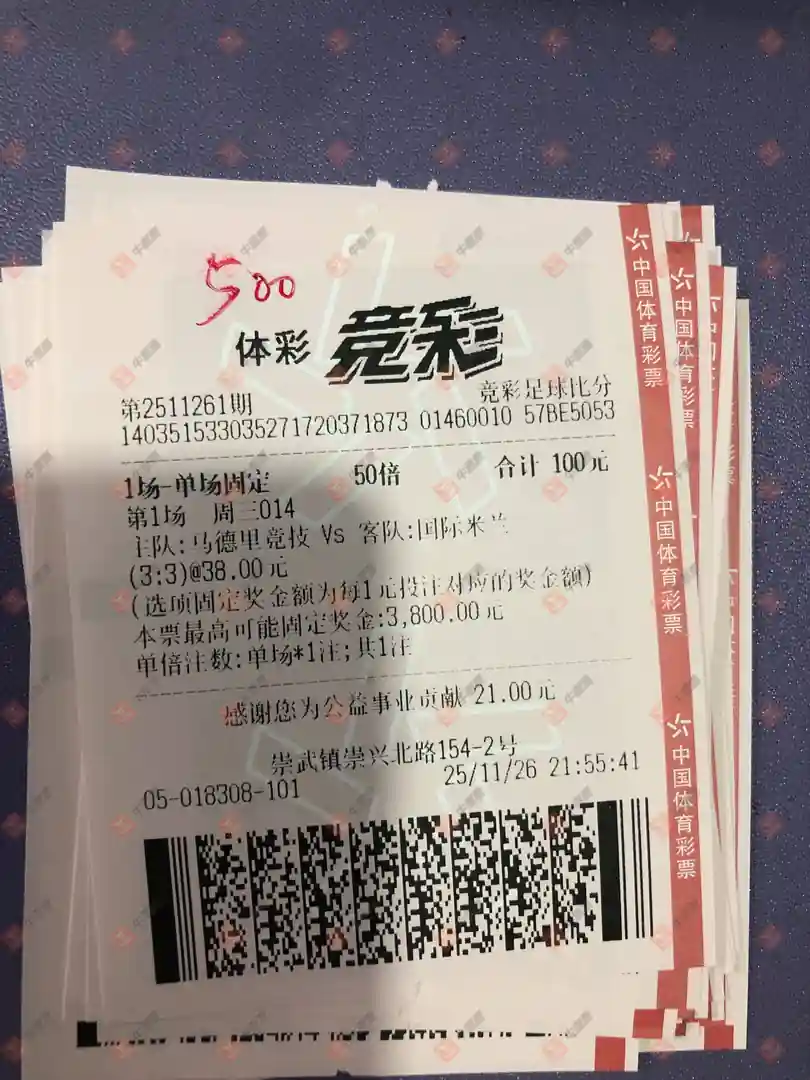 500
体彩 竞彩
第2511261期 竞彩足球比分
140351533035271720371873 01460010 57BE5053
1场-单场固定 50倍 合计 100元
第1场 周三014
主队:马德里竞技 Vs 客队:国际米兰
(3:3)@38.00元
(选项固定奖金额为每1元投注对应的奖金额)
本票最高可能固定奖金:3,800.00元
单倍注数:单场*1注;共1注
感谢您为公益事业贡献 21.00元
崇武镇崇兴北路154-2号
05-018308-101 25/11/26 21:55:41
中国体育彩票
中国体育彩票
中国体育彩票
中国体育彩票